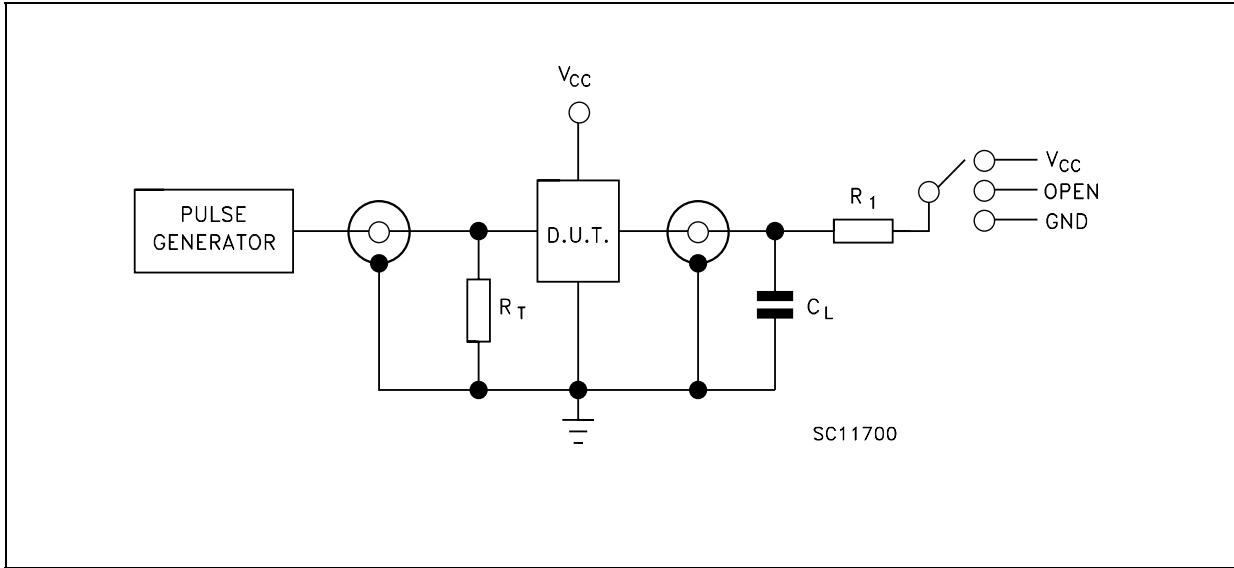 VCC
PULSE
GENERATOR
D.U.T.
RT
CL
R1
VCC
OPEN
GND
SC11700